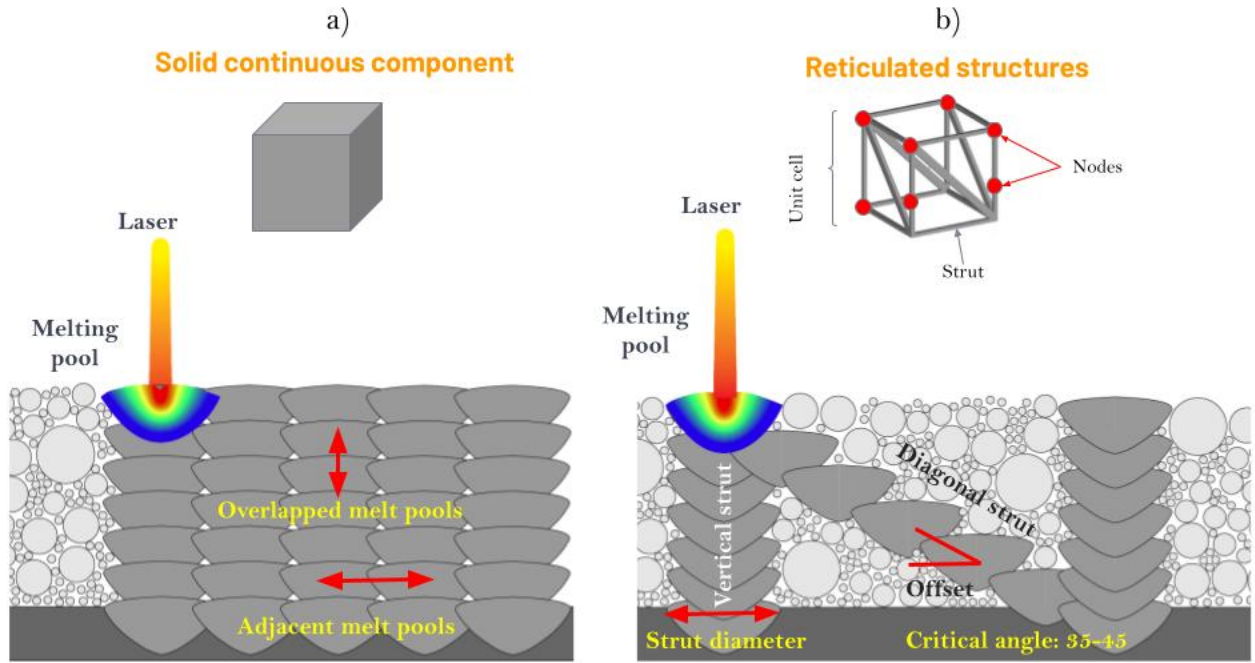 a)
Solid continuous component
Laser
Melting
pool
Overlapped melt pools
Adjacent melt pools
b)
Reticulated structures
Unit cell
Nodes
Strut
Laser
Melting
pool
Vertical strut
Diagonal strut
Offset
Strut diameter
Critical angle: 35-45